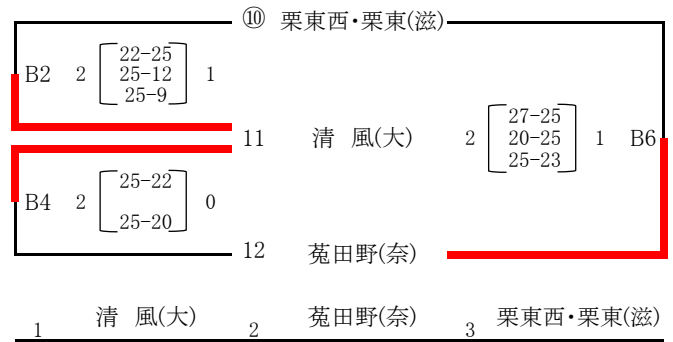 ⑩ 栗東西・栗東(滋)
B2 2 22-25 1
25-12
25-9
11 清 風(大) 2 27-25 1 B6
20-25
25-23
B4 2 25-22 0
25-20
12 菟田野(奈)
1 清 風(大) 2 菟田野(奈) 3 栗東西・栗東(滋)